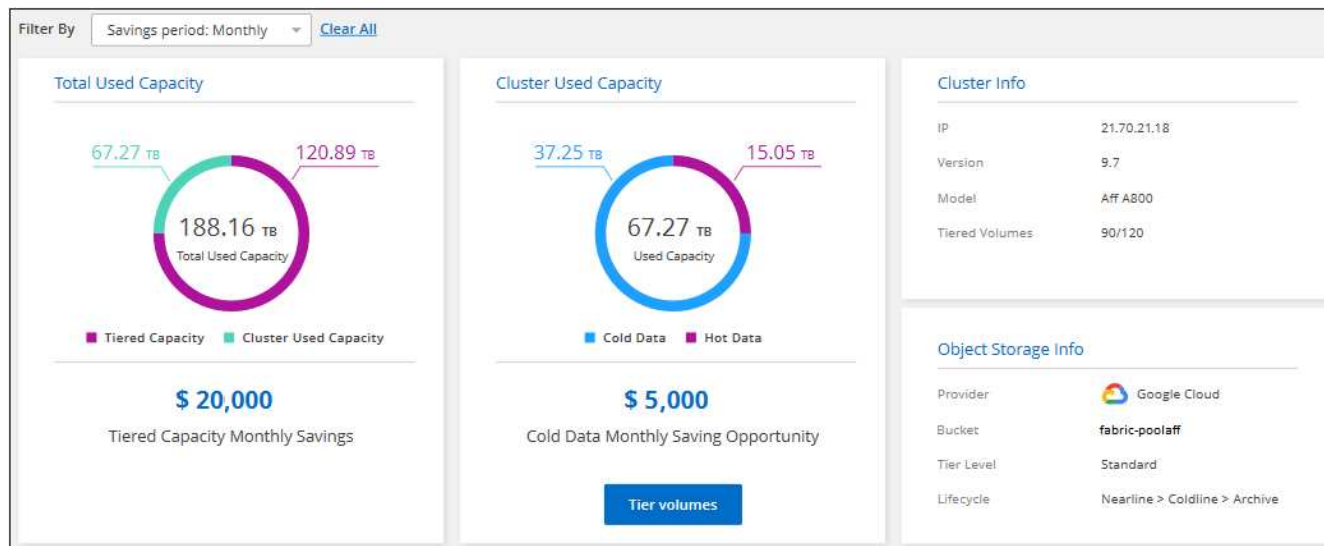 Filter By
Savings period: Monthly
Clear All
Total Used Capacity
67.27 TB
120.89 TB
188.16 TB
Total Used Capacity
Tiered Capacity
Cluster Used Capacity
$ 20,000
Tiered Capacity Monthly Savings
Cluster Used Capacity
37.25 TB
15.05 TB
67.27 TB
Used Capacity
Cold Data
Hot Data
$ 5,000
Cold Data Monthly Saving Opportunity
Tier volumes
Cluster Info
IP 21.70.21.18
Version 9.7
Model Aff A800
Tiered Volumes 90/120
Object Storage Info
Provider Google Cloud
Bucket fabric-poolaff
Tier Level Standard
Lifecycle Nearline > Coldline > Archive